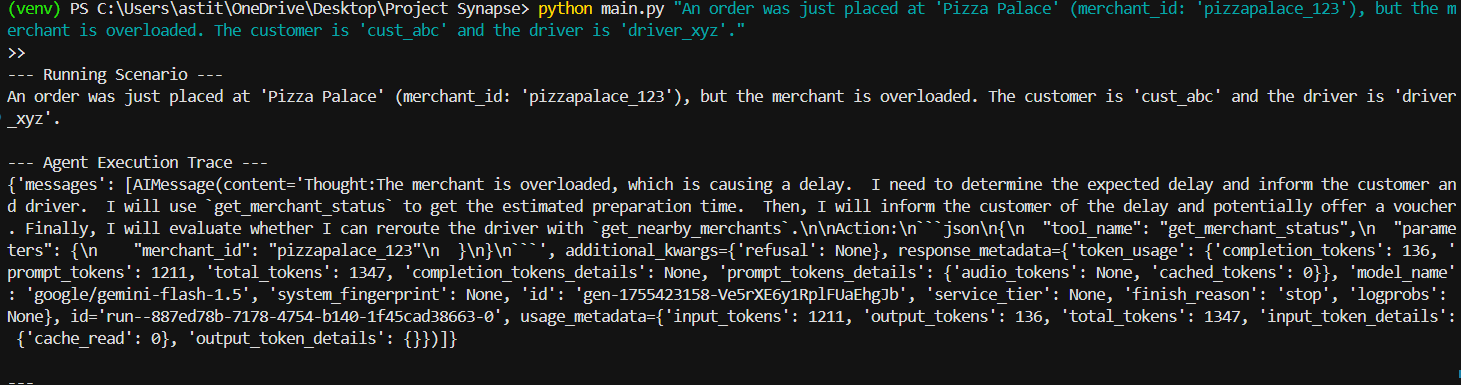 (venv) PS C:\Users\astit\OneDrive\Desktop\Project Synapse> python main.py "An order was just placed at 'Pizza Palace' (merchant_id: 'pizzapalace_123'), but the m
erchant is overloaded. The customer is 'cust_abc' and the driver is 'driver_xyz'."
>>
--- Running Scenario ---
An order was just placed at 'Pizza Palace' (merchant_id: 'pizzapalace_123'), but the merchant is overloaded. The customer is 'cust_abc' and the driver is 'driver
_xyz'.
--- Agent Execution Trace ---
{'messages': [AIMessage(content='Thought:The merchant is overloaded, which is causing a delay.  I need to determine the expected delay and inform the customer an
d driver.  I will use `get_merchant_status` to get the estimated preparation time.  Then, I will inform the customer of the delay and potentially offer a voucher
. Finally, I will evaluate whether I can reroute the driver with `get_nearby_merchants`.\n\nAction:\n```json\n{\n  "tool_name": "get_merchant_status",\n  "parame
ters": {\n    "merchant_id": "pizzapalace_123"\n  }\n}\n```', additional_kwargs={'refusal': None}, response_metadata={'token_usage': {'completion_tokens': 136, '
prompt_tokens': 1211, 'total_tokens': 1347, 'completion_tokens_details': None, 'prompt_tokens_details': {'audio_tokens': None, 'cached_tokens': 0}}, 'model_name'
: 'google/gemini-flash-1.5', 'system_fingerprint': None, 'id': 'gen-1755423158-Ve5rXE6y1RplFUaEhgJb', 'service_tier': None, 'finish_reason': 'stop', 'logprobs':
None}, id='run--887ed78b-7178-4754-b140-1f45cad38663-0', usage_metadata={'input_tokens': 1211, 'output_tokens': 136, 'total_tokens': 1347, 'input_token_details':
 {'cache_read': 0}, 'output_token_details': {}})]}
---